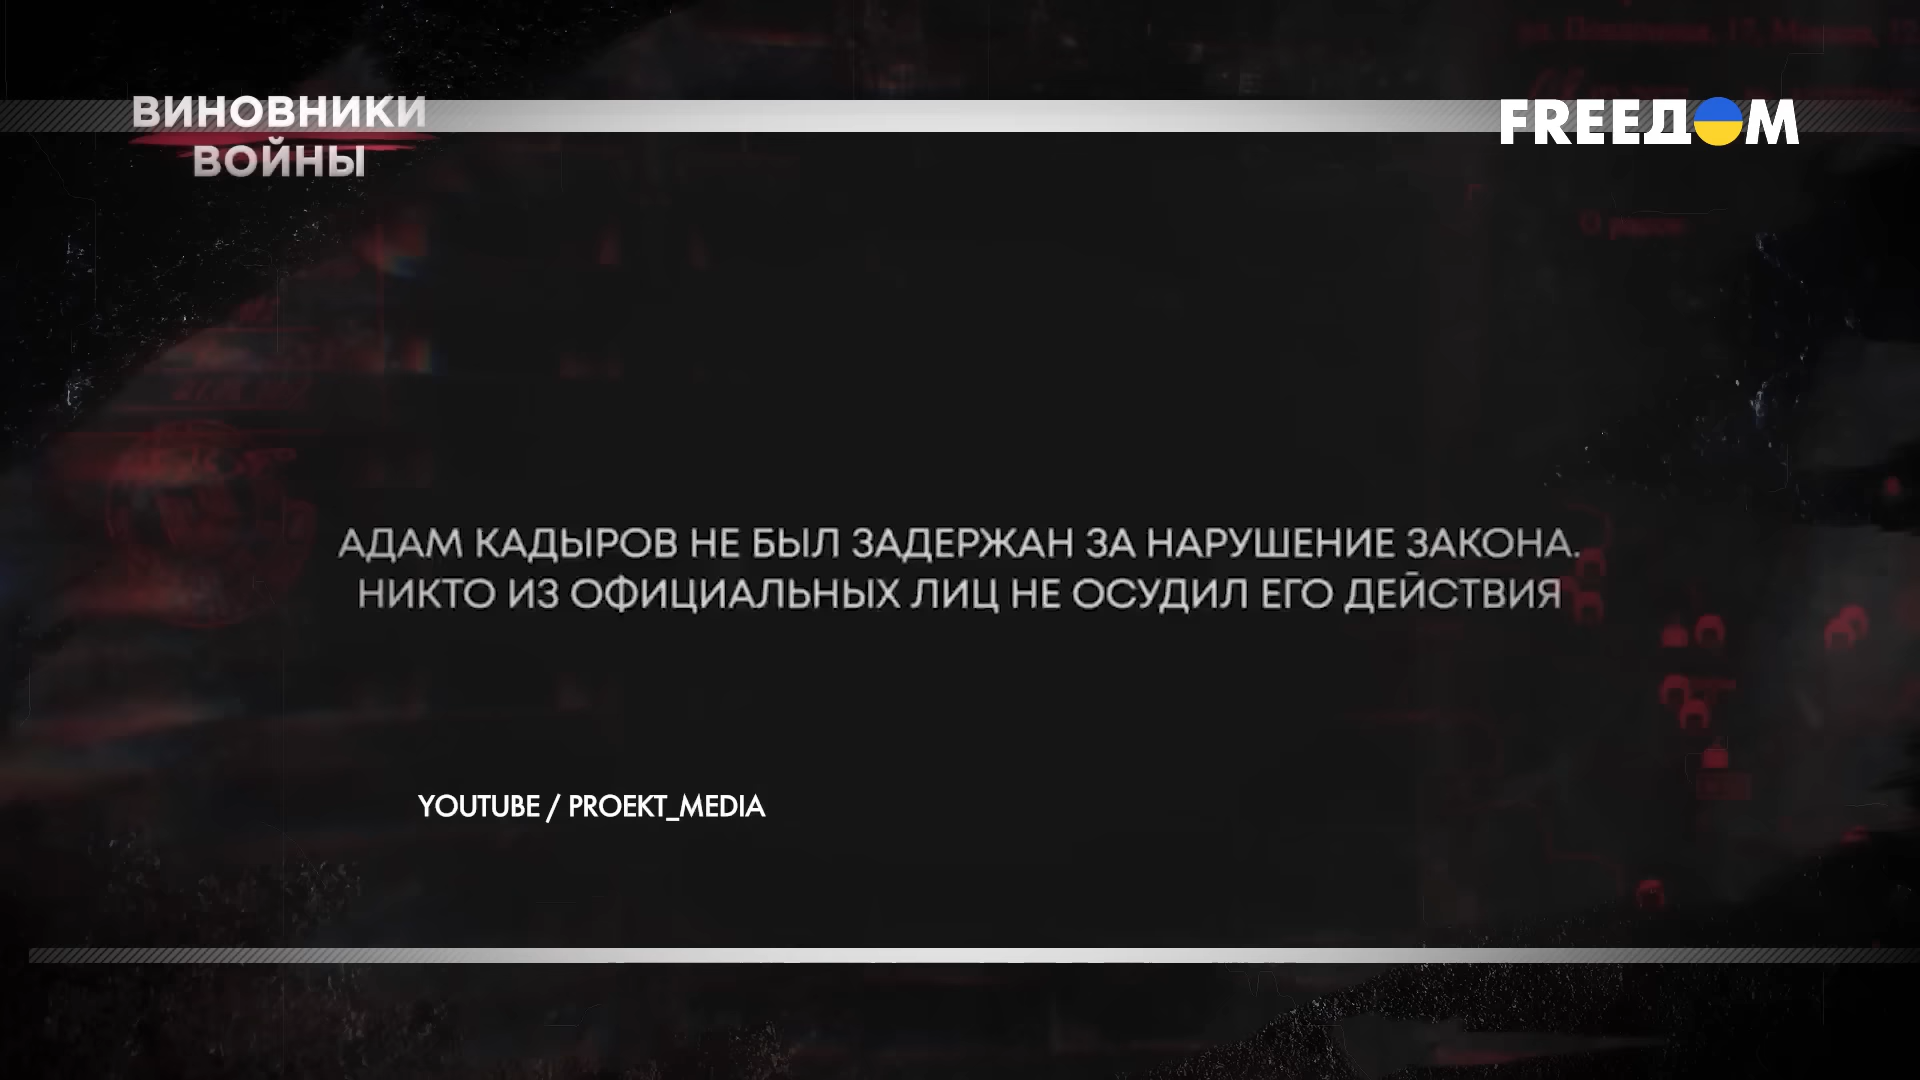 ВИНОВНИКИ
ВОЙНЫ
FREEДOM
АДАМ КАДЫРОВ НЕ БЫЛ ЗАДЕРЖАН ЗА НАРУШЕНИЕ ЗАКОНА.
НИКТО ИЗ ОФИЦИАЛЬНЫХ ЛИЦ НЕ ОСУДИЛ ЕГО ДЕЙСТВИЯ
YOUTUBE / PROEKT_MEDIA